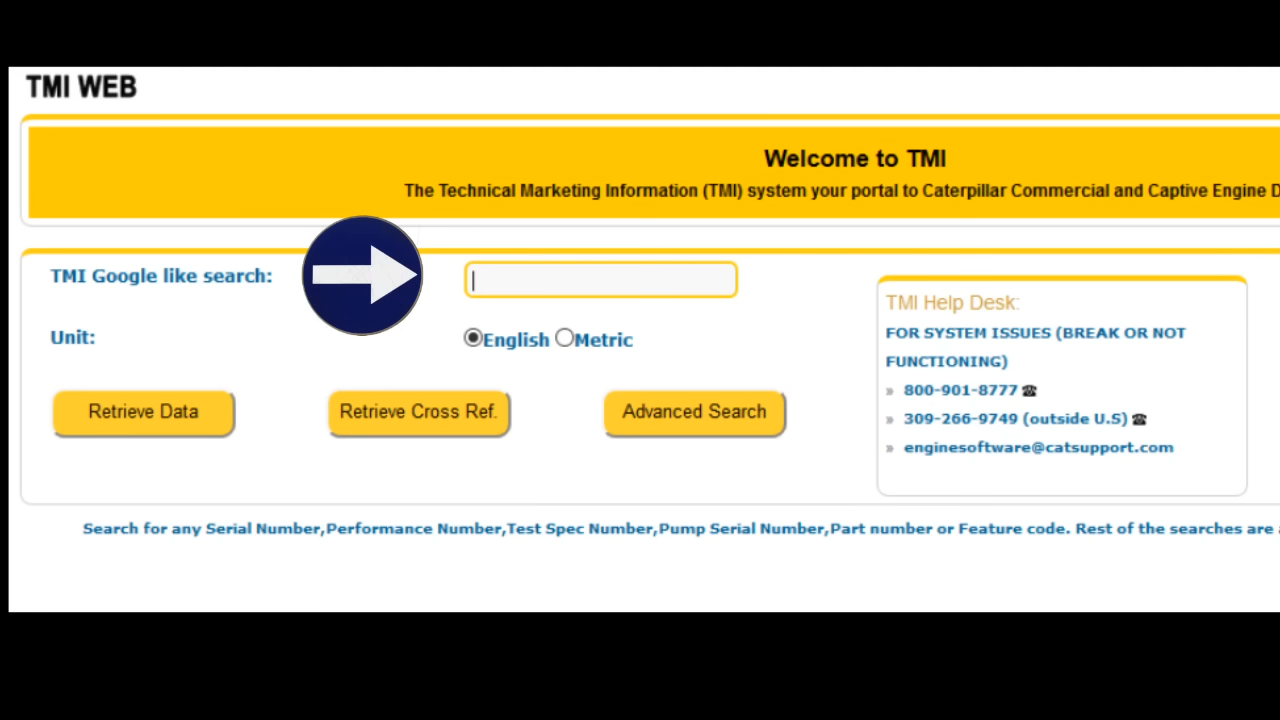 TMI WEB
Welcome to TMI
The Technical Marketing Information (TMI) system your portal to Caterpillar Commercial and Captive Engine D
TMI Google like search:
Unit:
English Metric
Retrieve Data
Retrieve Cross Ref.
Advanced Search
TMI Help Desk:
FOR SYSTEM ISSUES (BREAK OR NOT
FUNCTIONING)
» 800-901-8777 ☎
» 309-266-9749 (outside U.S) ☎
» enginesoftware@catsupport.com
Search for any Serial Number,Performance Number,Test Spec Number,Pump Serial Number,Part number or Feature code. Rest of the searches are